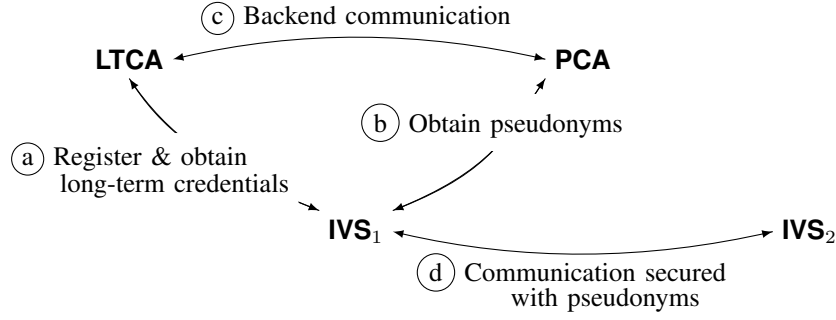 c Backend communication
LTCA PCA
b Obtain pseudonyms
a Register & obtain
long-term credentials
IVS₁ IVS₂
d Communication secured
with pseudonyms